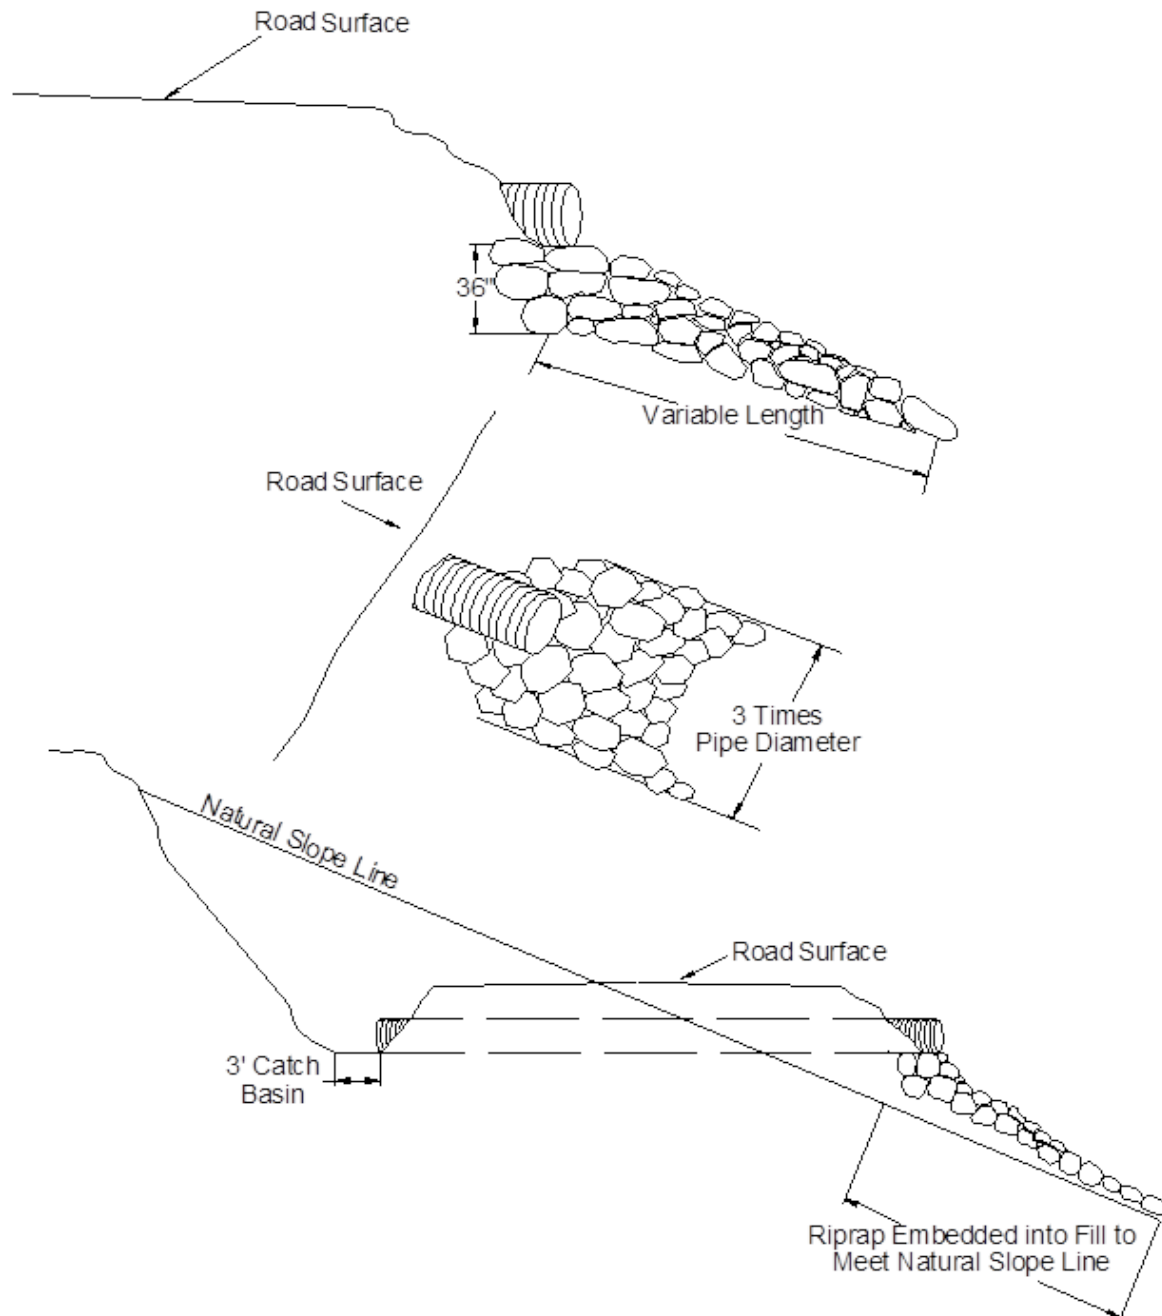 Road Surface
36"
Variable Length
Road Surface
3 Times
Pipe Diameter
Natural Slope Line
Road Surface
3' Catch
Basin
Riprap Embedded into Fill to
Meet Natural Slope Line